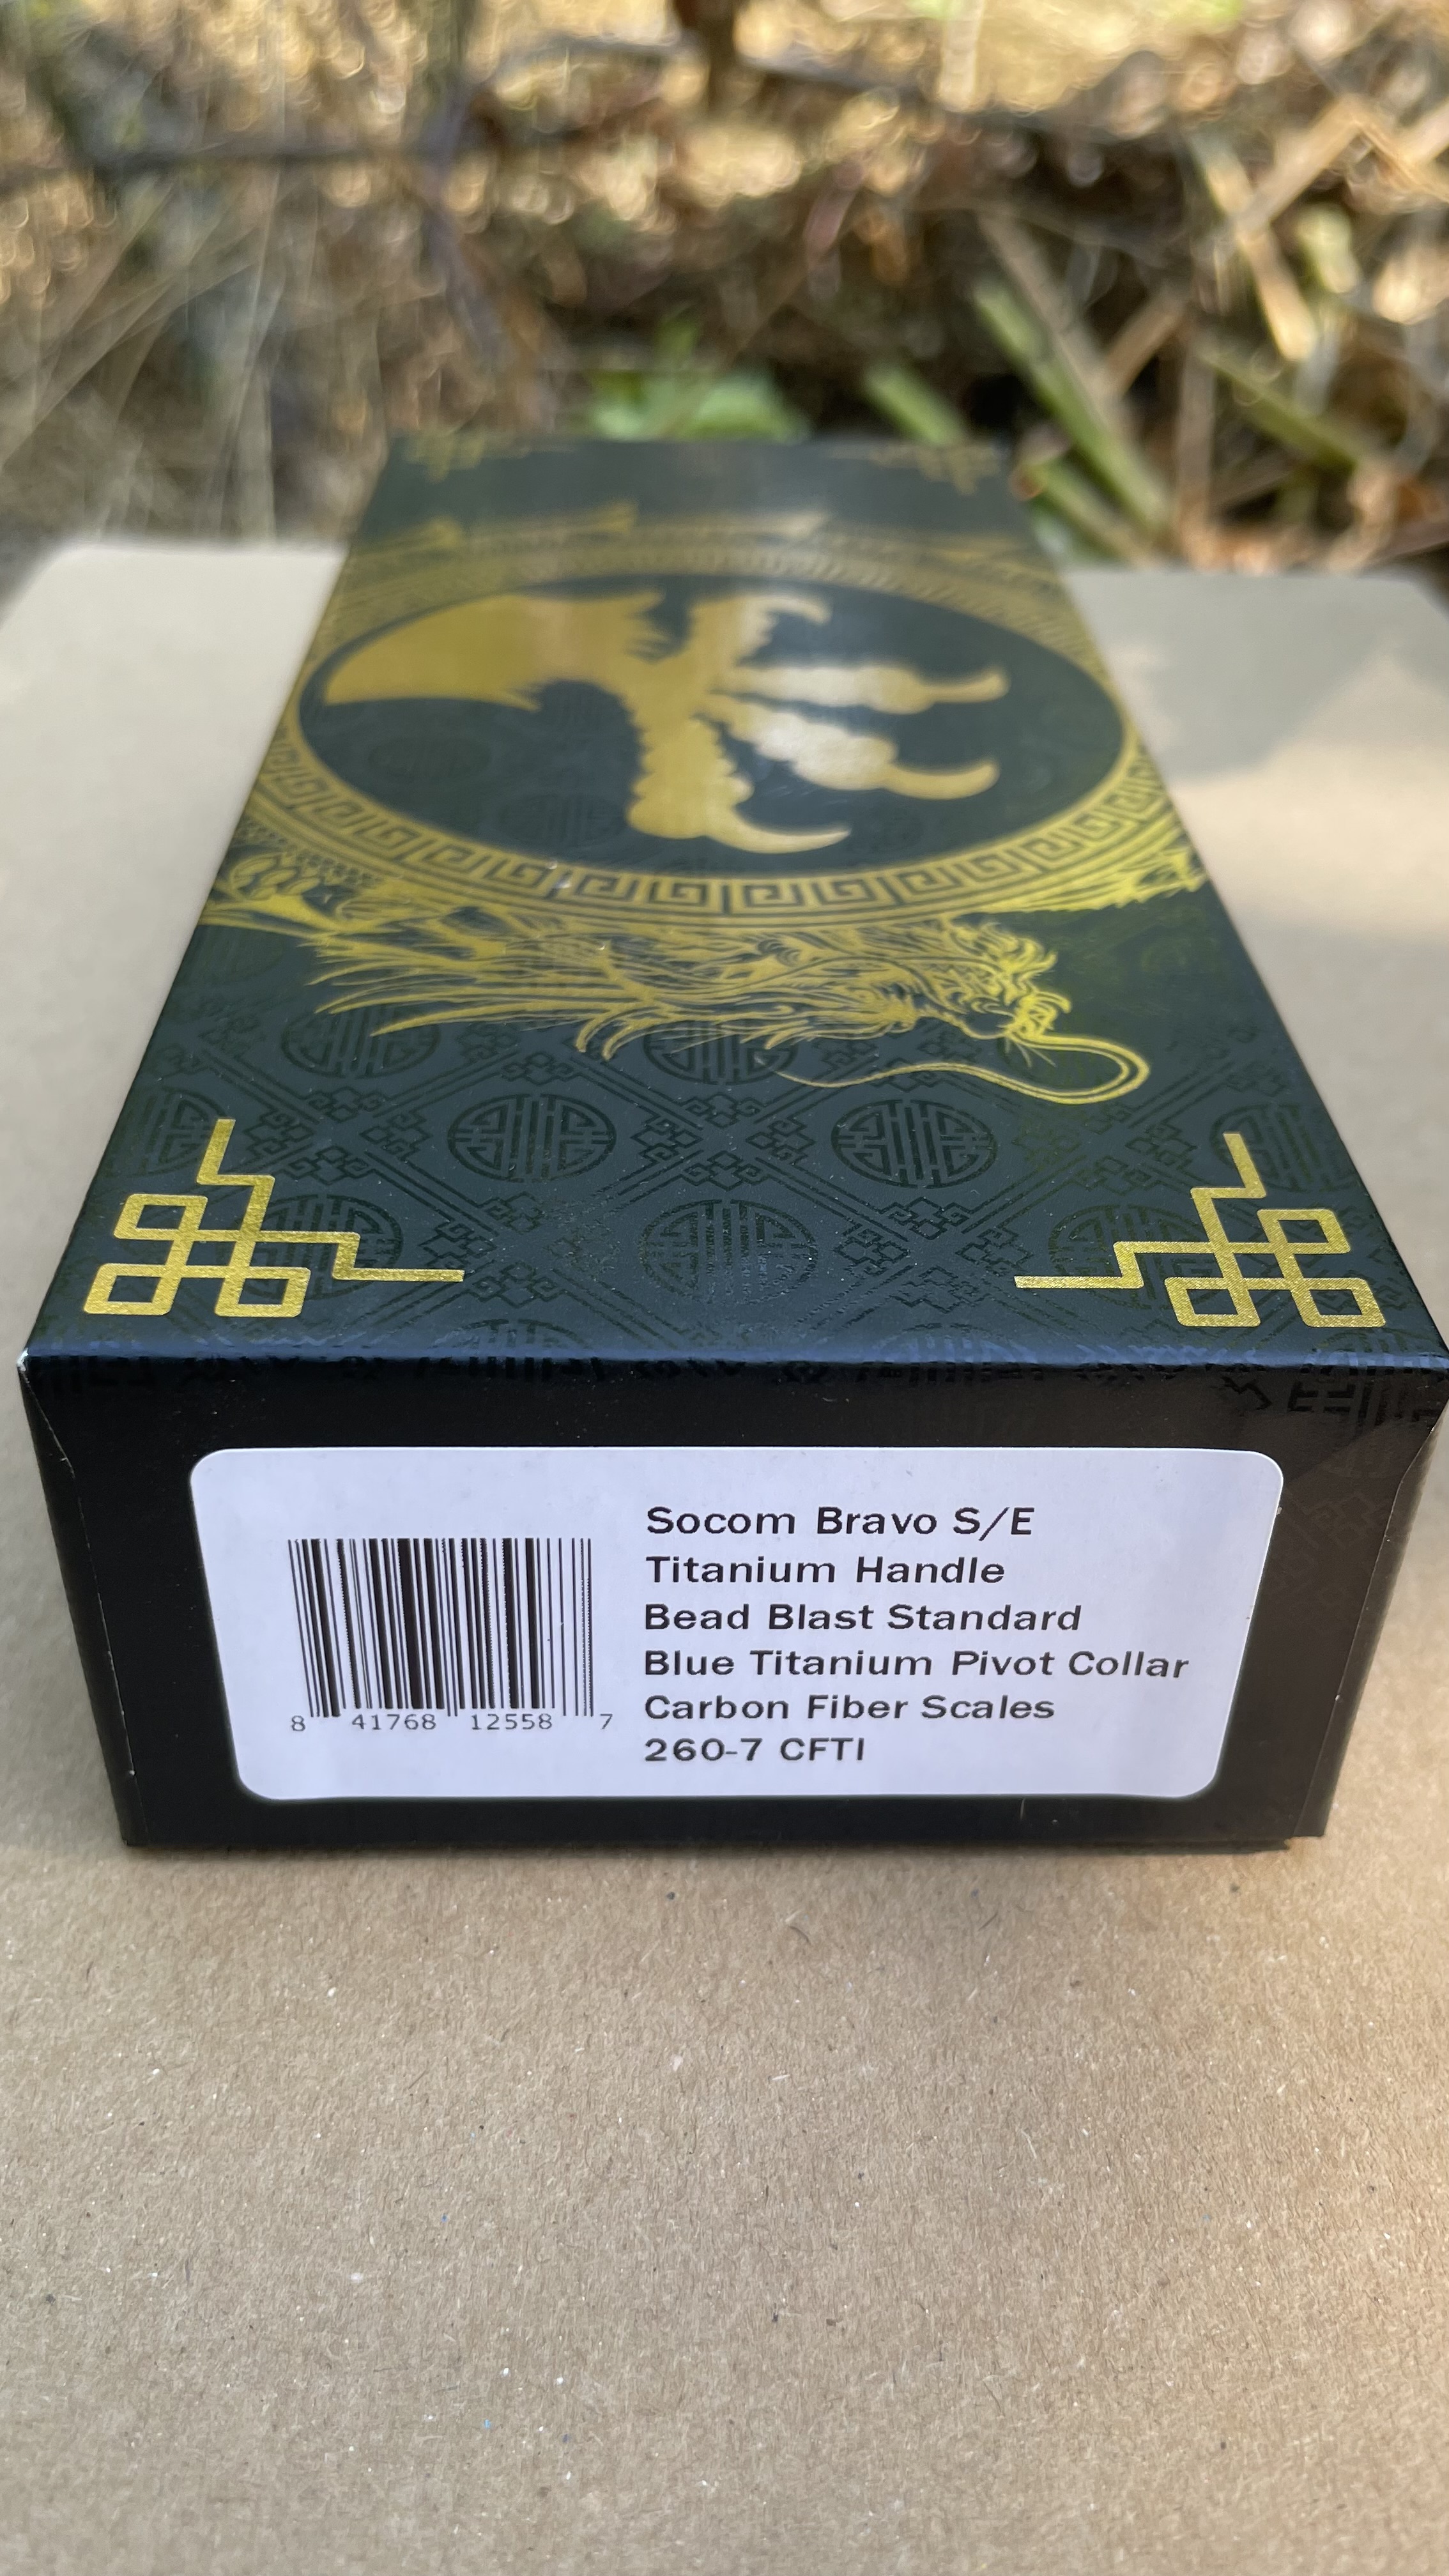 Socom Bravo S/E
Titanium Handle
Bead Blast Standard
Blue Titanium Pivot Collar
Carbon Fiber Scales
260-7 CFTI
8 41768 12558 7